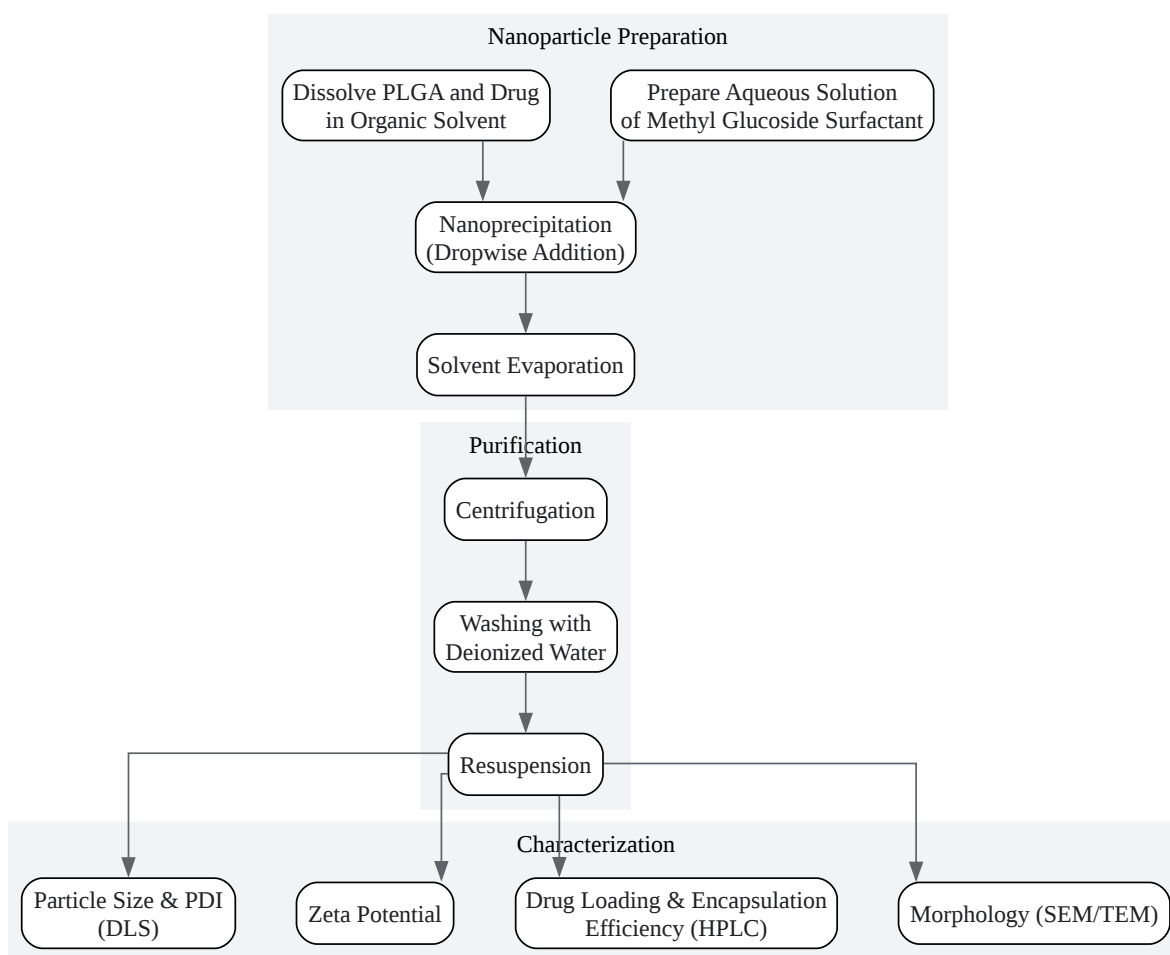 Nanoparticle Preparation
Dissolve PLGA and Drug
in Organic Solvent
Prepare Aqueous Solution
of Methyl Glucoside Surfactant
Nanoprecipitation
(Dropwise Addition)
Solvent Evaporation
Purification
Centrifugation
Washing with
Deionized Water
Resuspension
Characterization
Particle Size & PDI
(DLS)
Zeta Potential
Drug Loading & Encapsulation
Efficiency (HPLC)
Morphology (SEM/TEM)